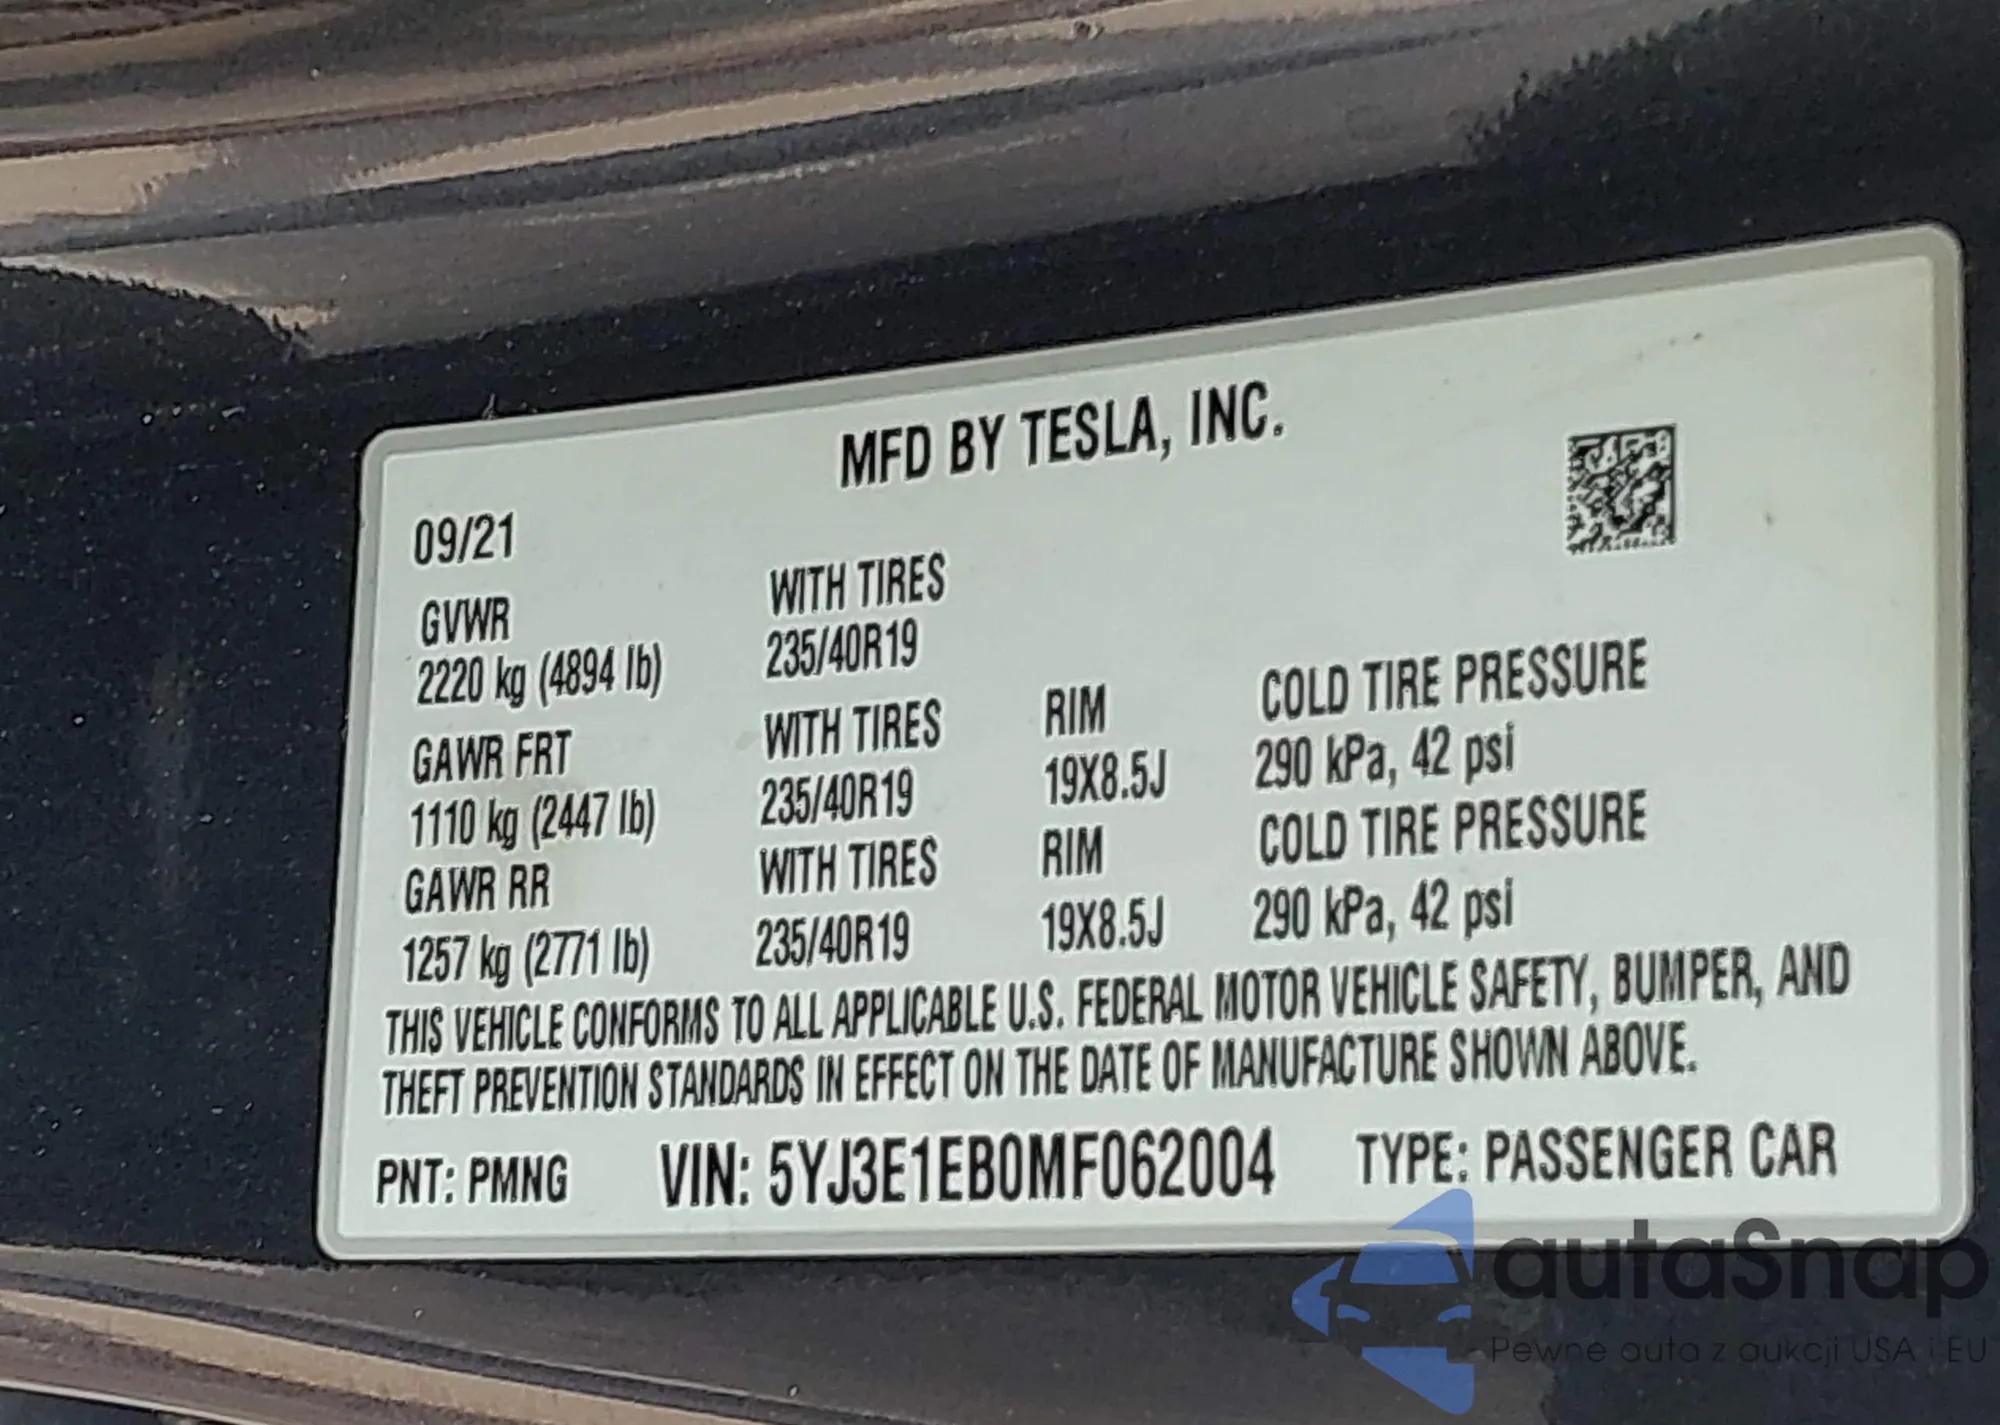 MFD BY TESLA, INC.
09/21
GVWR WITH TIRES
2220 kg (4894 lb) 235/40R19
GAWR FRT WITH TIRES RIM COLD TIRE PRESSURE
1110 kg (2447 lb) 235/40R19 19X8.5J 290 kPa, 42 psi
GAWR RR WITH TIRES RIM COLD TIRE PRESSURE
1257 kg (2771 lb) 235/40R19 19X8.5J 290 kPa, 42 psi
THIS VEHICLE CONFORMS TO ALL APPLICABLE U.S. FEDERAL MOTOR VEHICLE SAFETY, BUMPER, AND
THEFT PREVENTION STANDARDS IN EFFECT ON THE DATE OF MANUFACTURE SHOWN ABOVE.
PNT: PMNG VIN: 5YJ3E1EB0MF062004 TYPE: PASSENGER CAR
autaSnap
Pewne auta z aukcji USA i EU